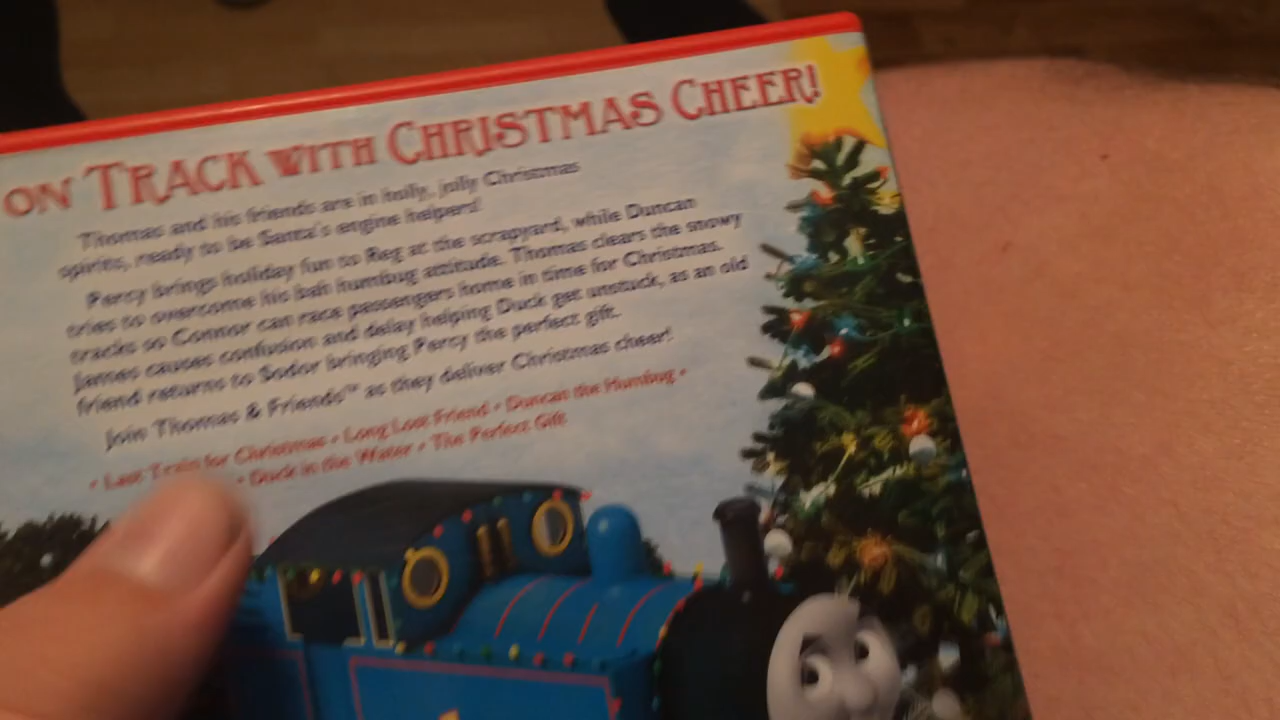 ON TRACK WITH CHRISTMAS CHEER!
Thomas and his friends are in holly, jolly Christmas
spirits, ready to be Santa's engine helpers!
Percy brings holiday fun to Reg at the scrapyard, while Duncan
tries to overcome his bah humbug attitude. Thomas clears the snowy
tracks so Connor can race passengers home in time for Christmas.
James causes confusion and delay helping Duck get unstuck, as an old
friend returns to Sodor bringing Percy the perfect gift.
Join Thomas & Friends™ as they deliver Christmas cheer!
• Last Train for Christmas • Long Lost Friend • Duncan the Humbug •
• Duck in the Water • The Perfect Gift